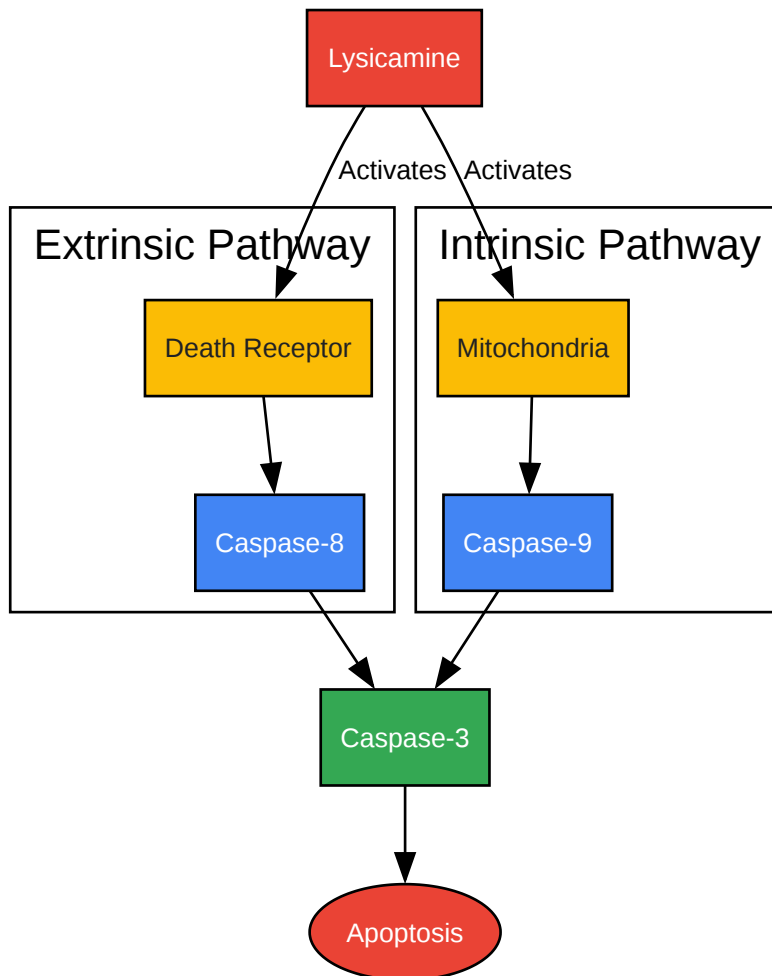 Lysicamine
Activates
Activates
Extrinsic Pathway
Intrinsic Pathway
Death Receptor
Mitochondria
Caspase-8
Caspase-9
Caspase-3
Apoptosis